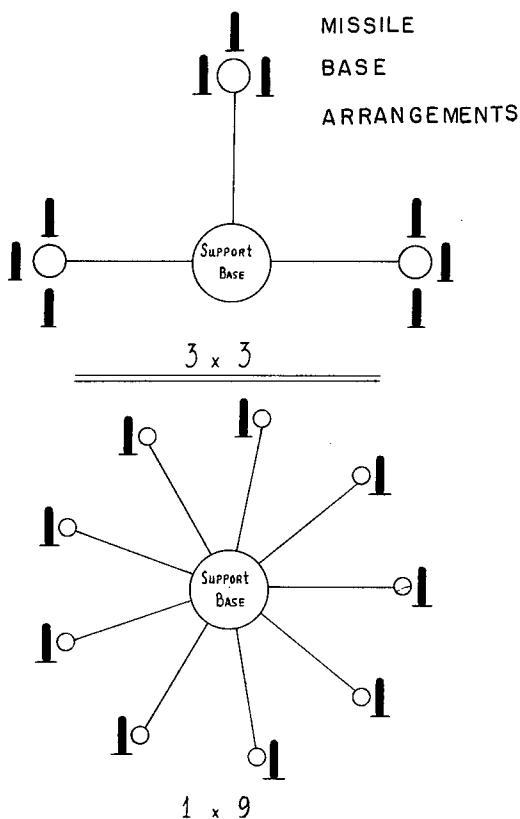 MISSILE
BASE
ARRANGEMENTS
SUPPORT
BASE
3 x 3
SUPPORT
BASE
1 x 9